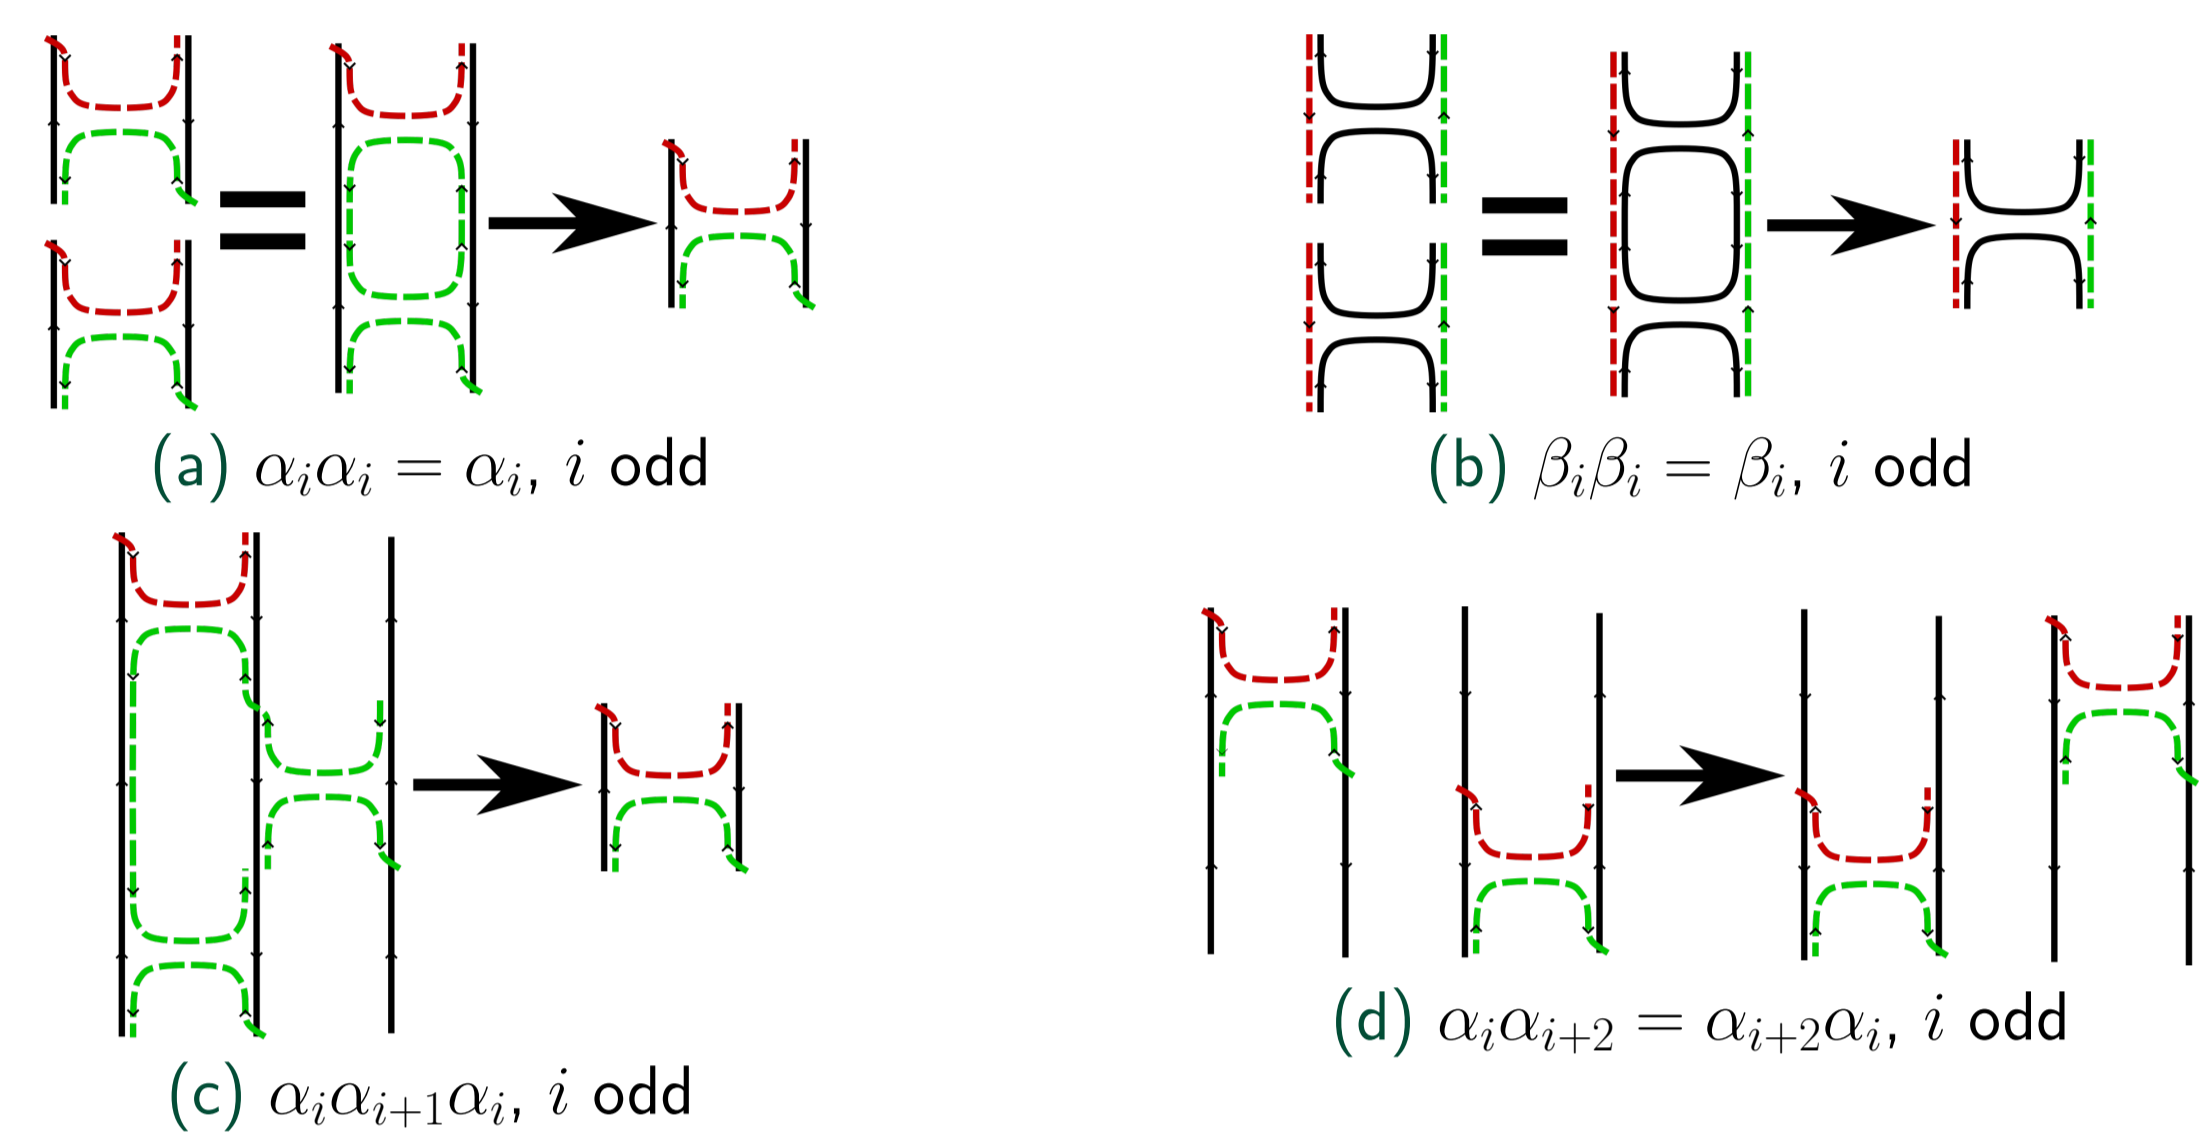 (a) αᵢαᵢ = αᵢ, i odd
(b) βᵢβᵢ = βᵢ, i odd
(c) αᵢαᵢ₊₁αᵢ, i odd
(d) αᵢαᵢ₊₂ = αᵢ₊₂αᵢ, i odd